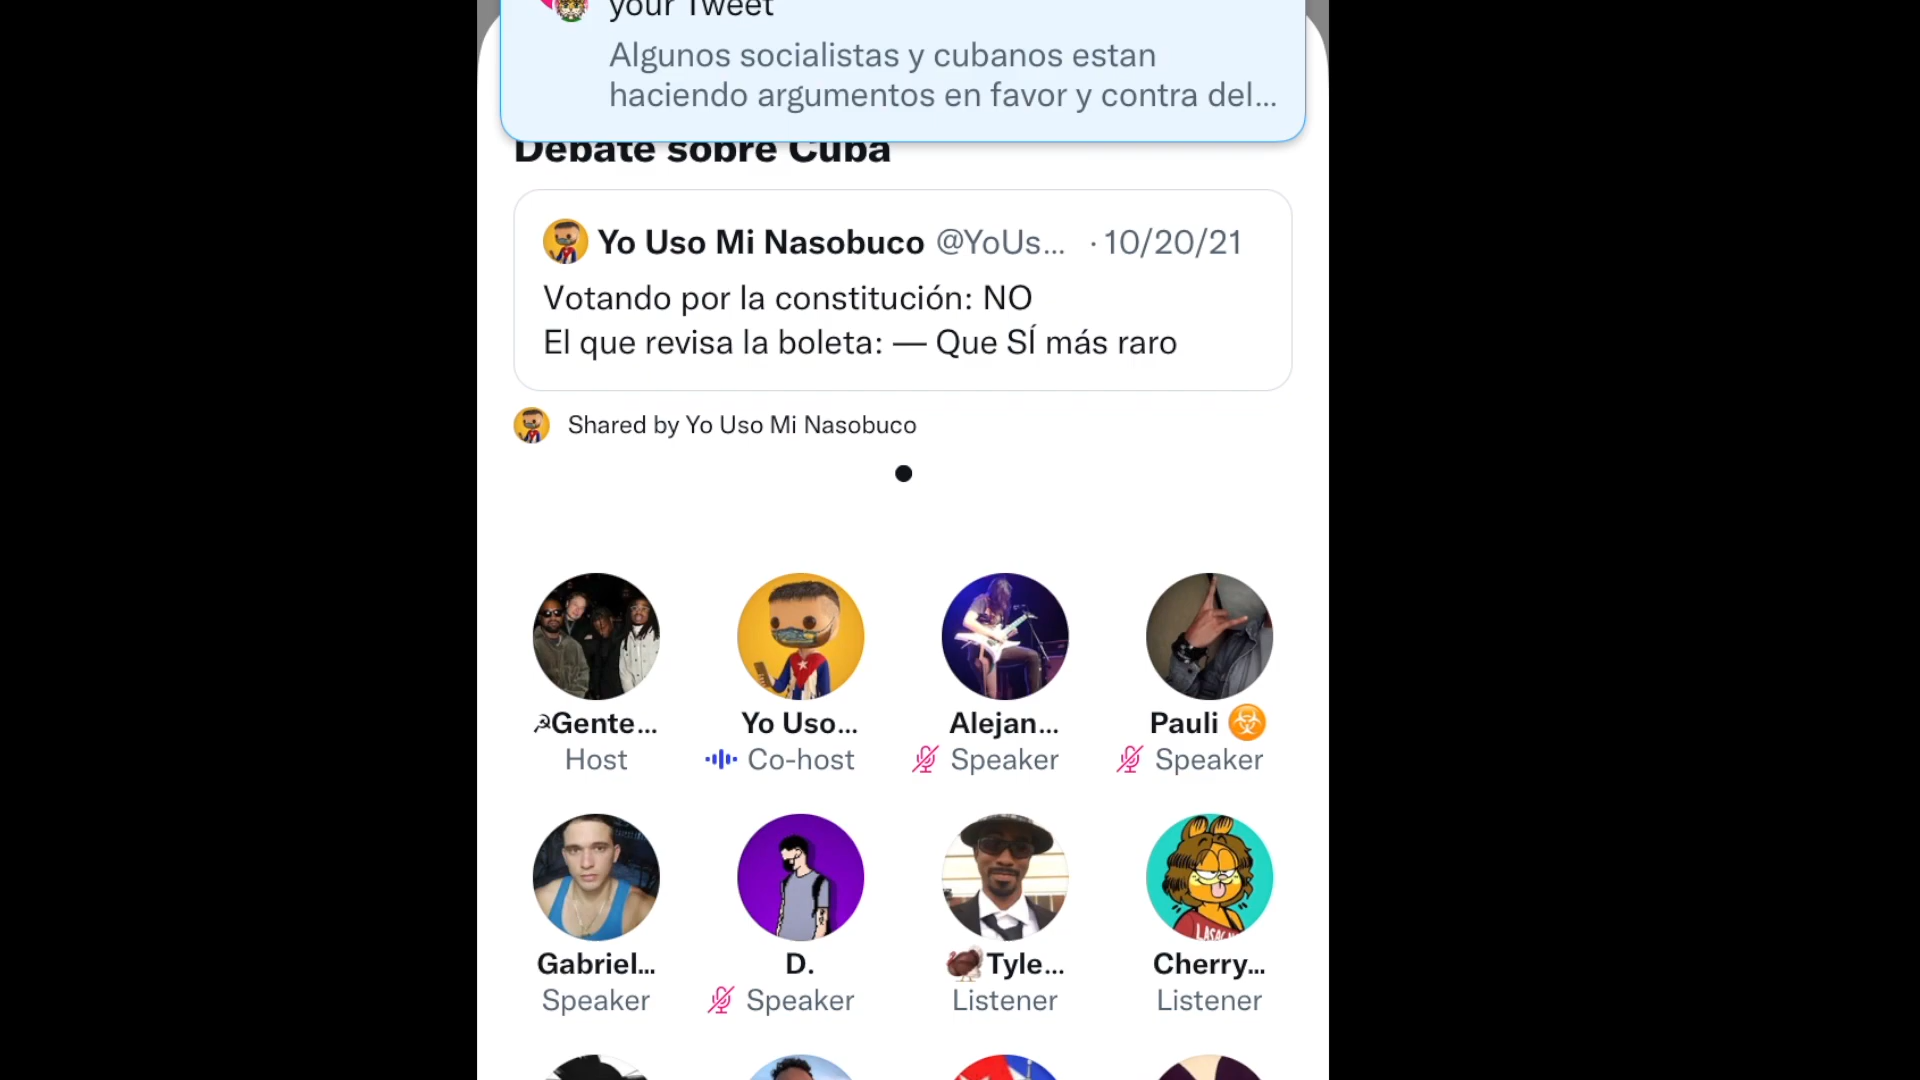 your Tweet
Algunos socialistas y cubanos estan
haciendo argumentos en favor y contra del...
Debate sobre Cuba
Yo Uso Mi Nasobuco @YoUs... · 10/20/21
Votando por la constitución: NO
El que revisa la boleta: — Que SÍ más raro
Shared by Yo Uso Mi Nasobuco
☭Gente... Yo Uso... Alejan... Pauli ☣
Host Co-host Speaker Speaker
Gabriel... D. 🦃Tyle... Cherry...
Speaker Speaker Listener Listener